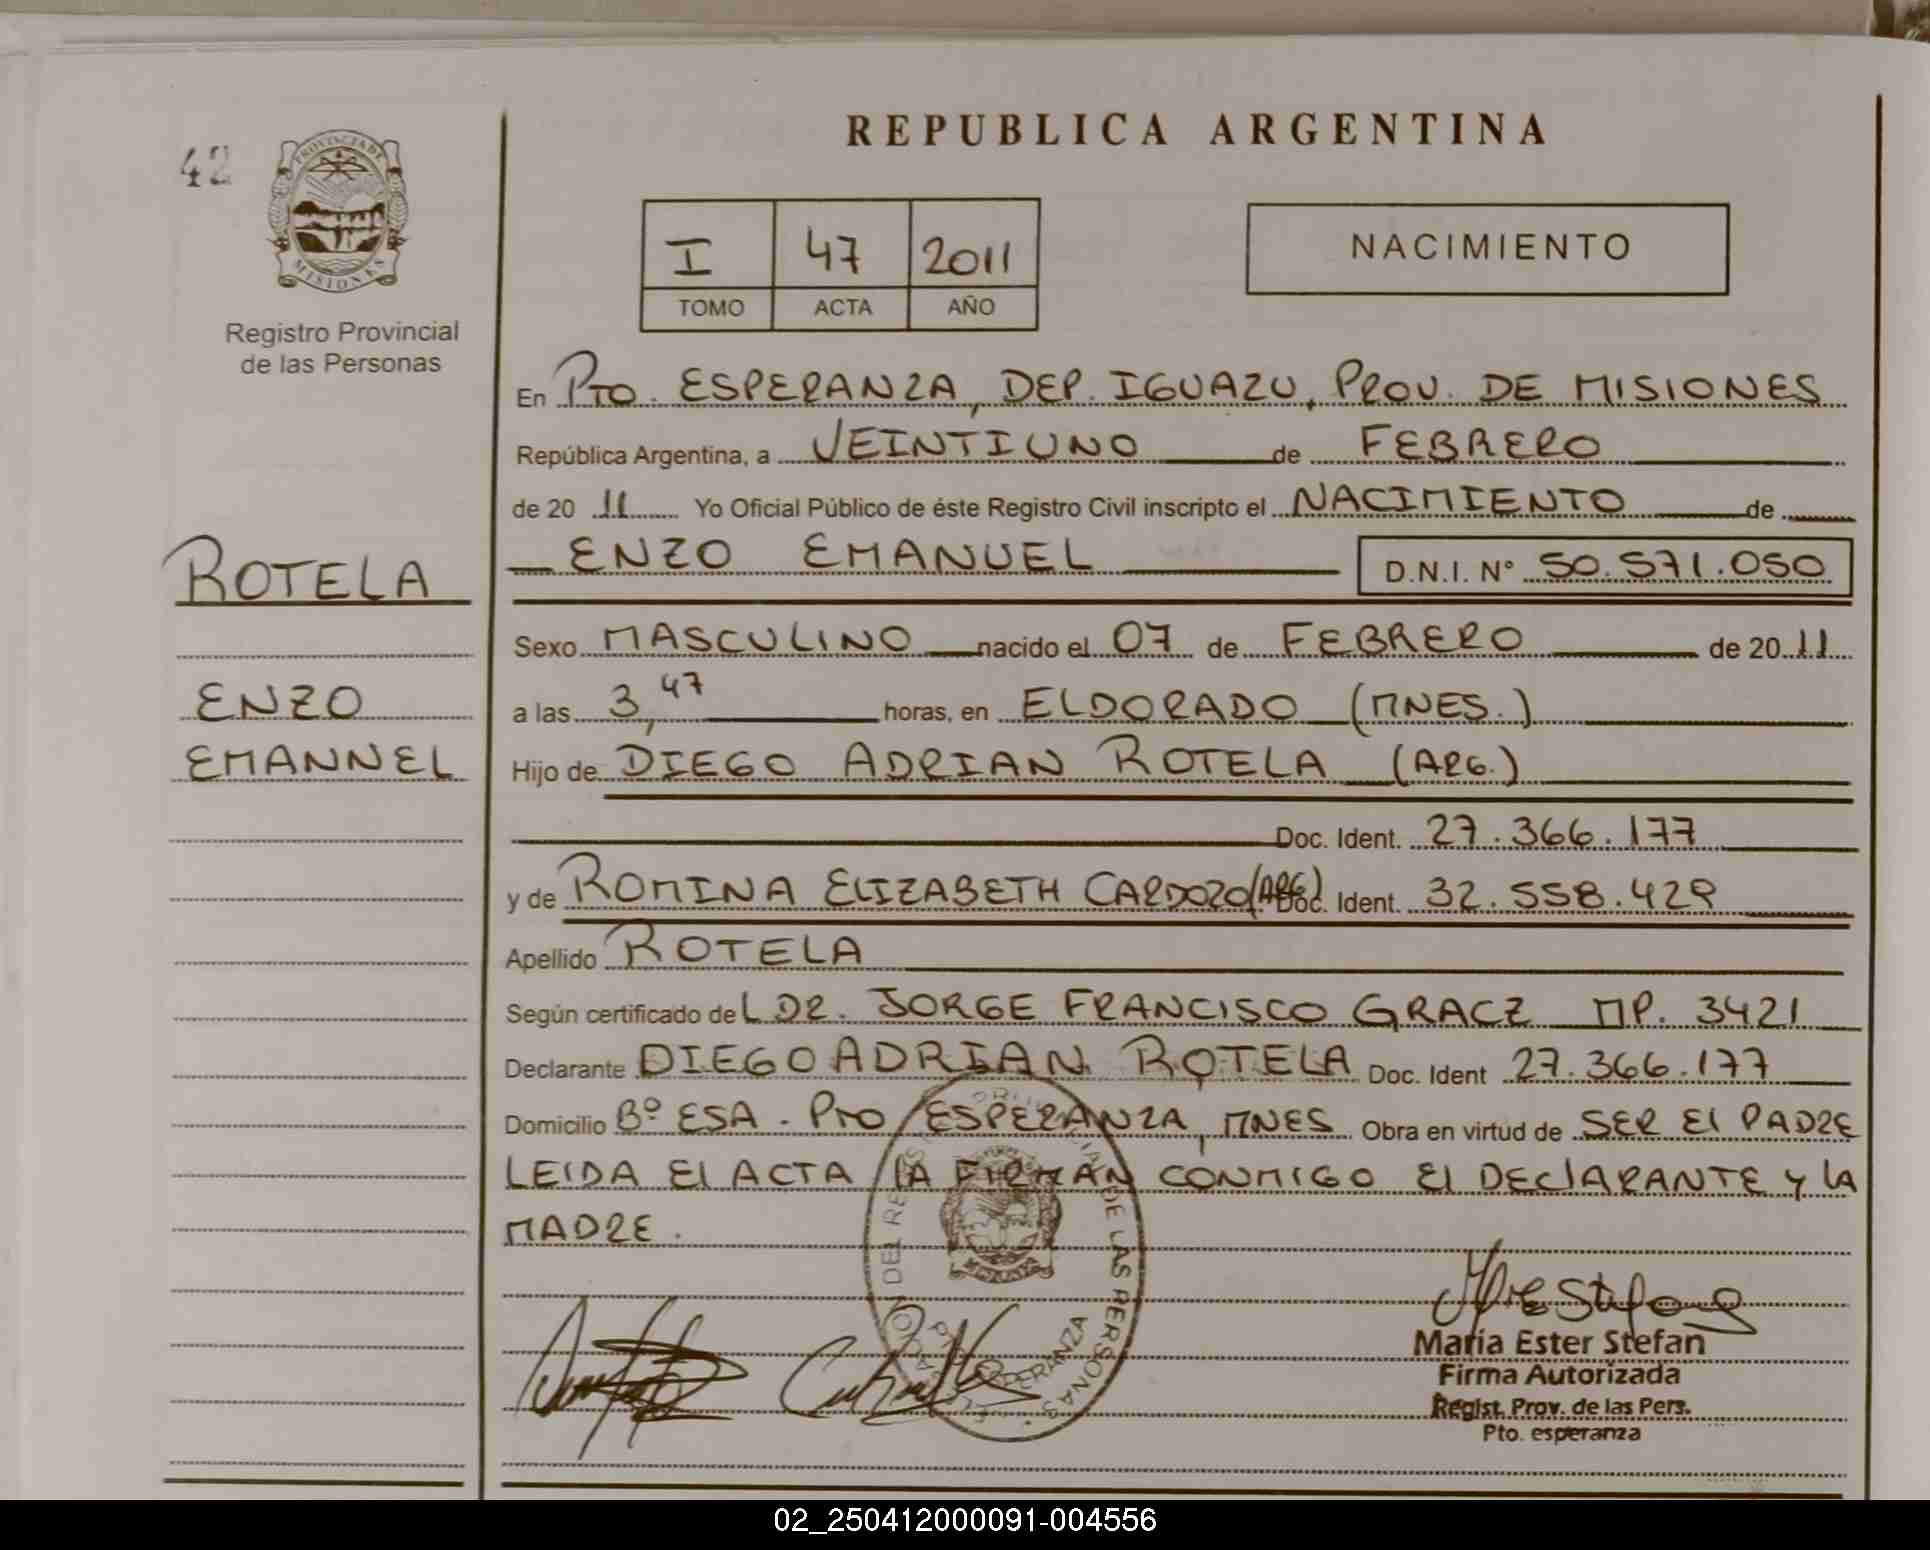 42
PROVINCIA DE
MISIONES
Registro Provincial
de las Personas
ROTELA
ENZO
EMANNEL
REPUBLICA ARGENTINA
I 47 2011
TOMO ACTA AÑO
NACIMIENTO
En PTO. ESPERANZA, DEP. IGUAZU, PROV. DE MISIONES
República Argentina, a VEINTIUNO de FEBRERO
de 20 11 Yo Oficial Público de éste Registro Civil inscripto el NACIMIENTO de
ENZO EMANUEL D.N.I. N° 50.571.050
Sexo MASCULINO nacido el 07 de FEBRERO de 20 11
a las 3,47 horas, en ELDORADO (MNES.)
Hijo de DIEGO ADRIAN ROTELA (ARG.)
Doc. Ident. 27.366.177
y de ROMINA ELIZABETH CARDOZO (ARG) Doc. Ident. 32.558.429
Apellido ROTELA
Según certificado del DR. JORGE FRANCISCO GRACZ MP. 3421
Declarante DIEGO ADRIAN ROTELA Doc. Ident 27.366.177
Domicilio Bº ESA - PTO ESPERANZA, MNES Obra en virtud de SER El PADRE
LEIDA El ACTA lA FIRMAN CONMIGO El DEClARANTE y lA
MADRE.
DE LAS PERSONAS
ESPERANZA
María Ester Stefan
Firma Autorizada
Regist. Prov. de las Pers.
Pto. esperanza
02_250412000091-004556